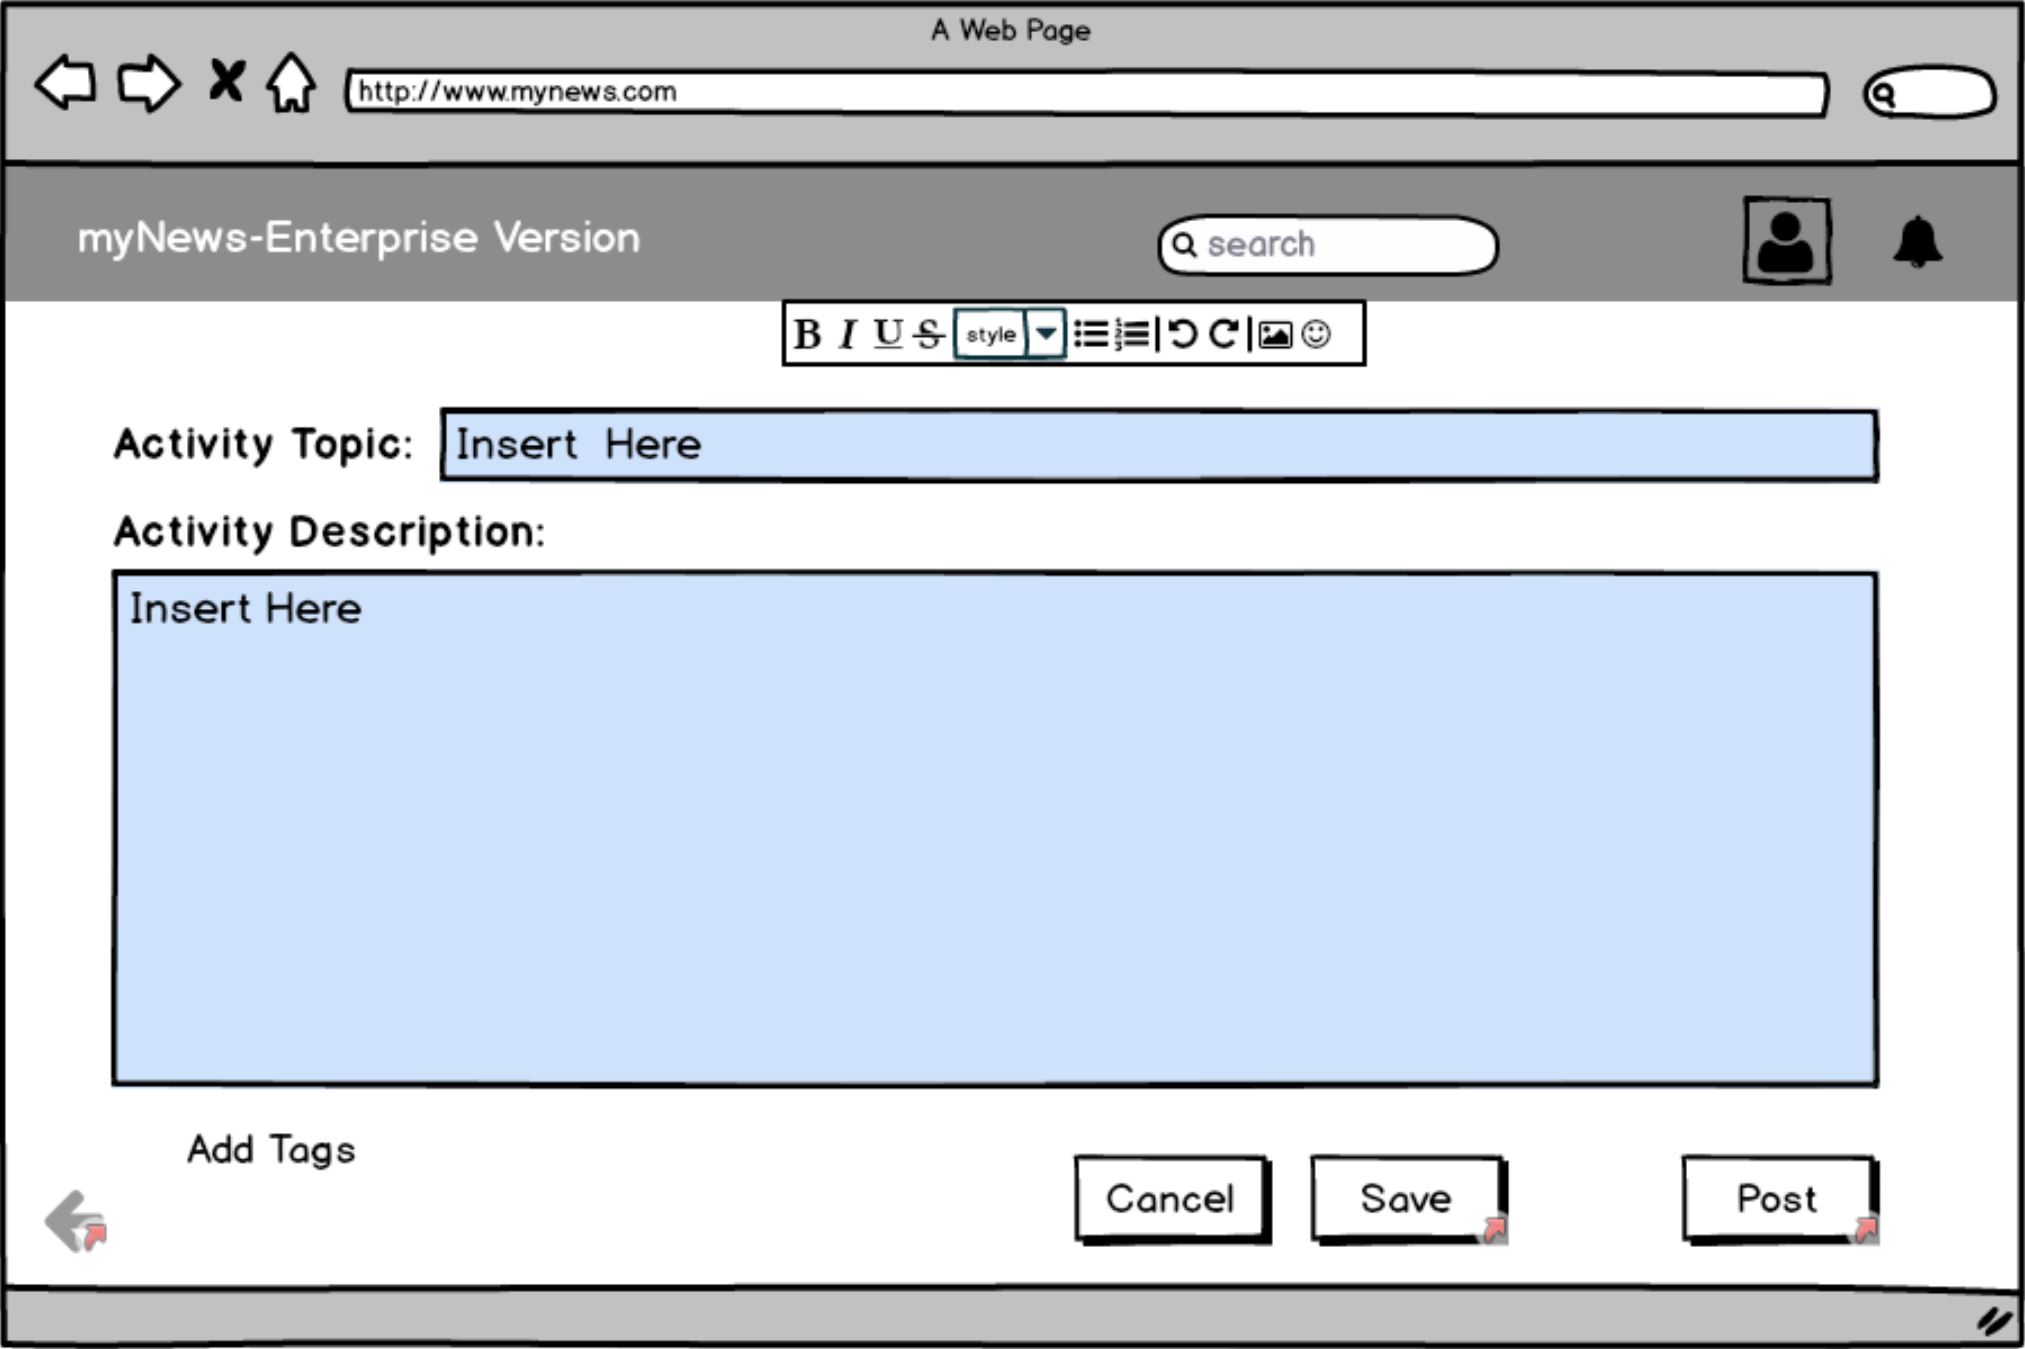 A Web Page
http://www.mynews.com
myNews-Enterprise Version
search
B I U S style
Activity Topic: Insert Here
Activity Description:
Insert Here
Add Tags
Cancel Save Post